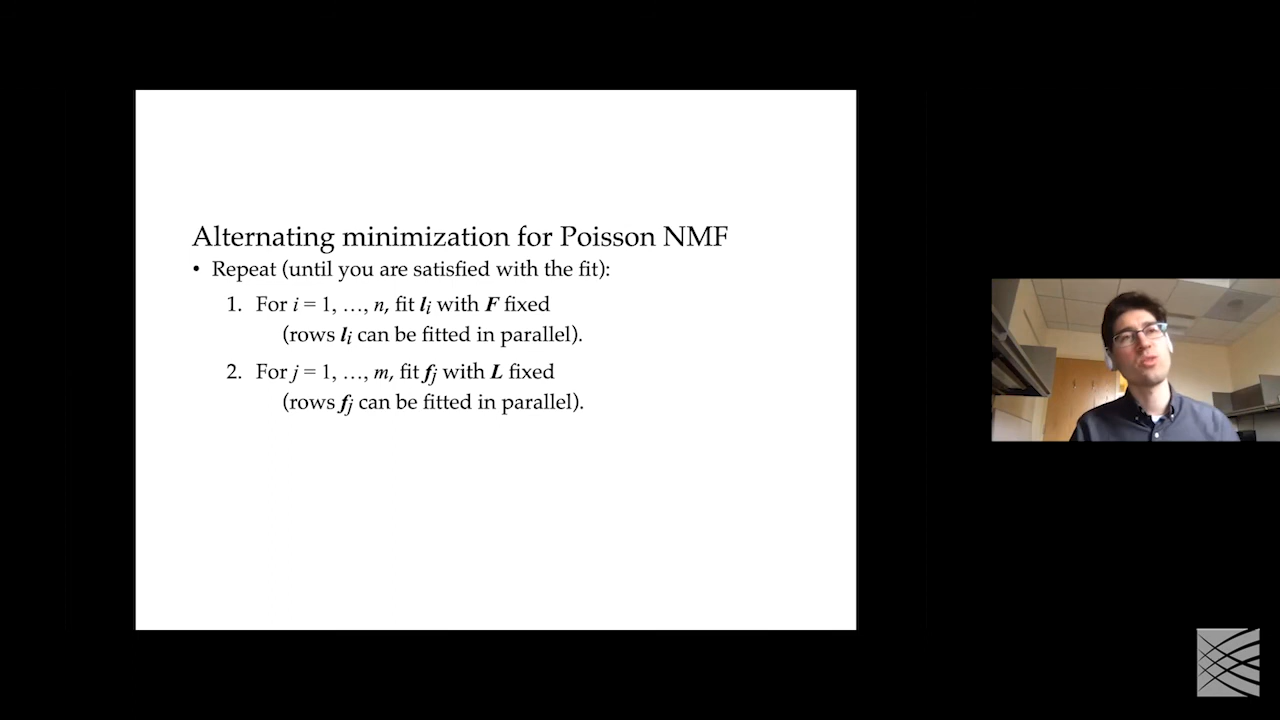 Alternating minimization for Poisson NMF
• Repeat (until you are satisfied with the fit):
1. For i = 1, …, n, fit lᵢ with F fixed
(rows lᵢ can be fitted in parallel).
2. For j = 1, …, m, fit fⱼ with L fixed
(rows fⱼ can be fitted in parallel).